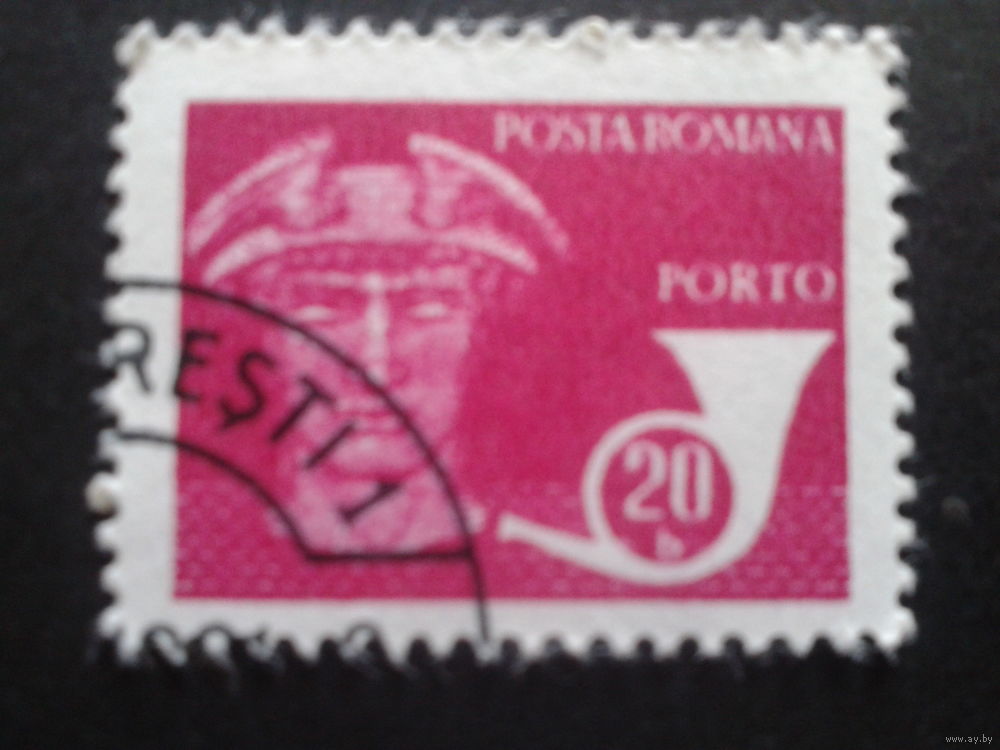 POSTA ROMANA
PORTO
20
b
REȘTI 1
www.ay.by